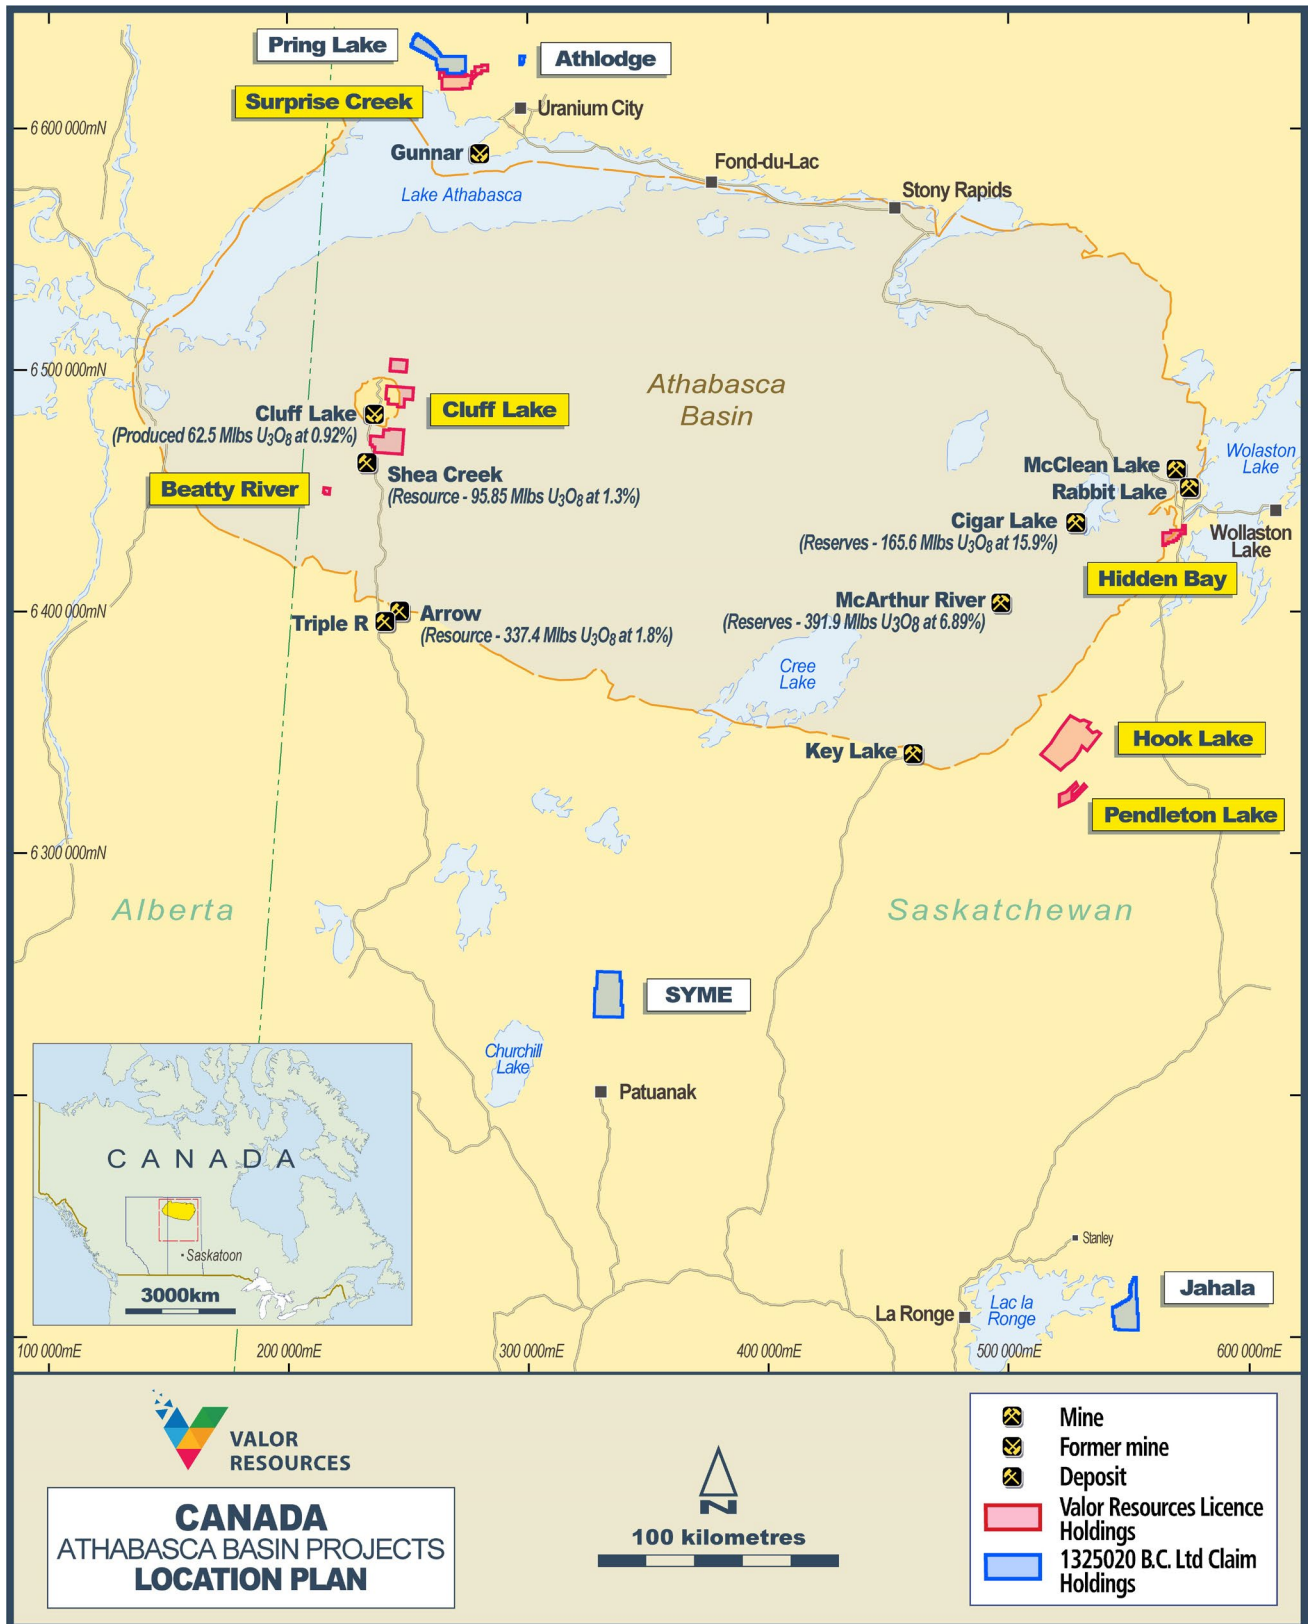 Pring Lake
Athlodge
Surprise Creek
Uranium City
6 600 000mN
Gunnar
Fond-du-Lac
Lake Athabasca
Stony Rapids
6 500 000mN
Athabasca
Basin
Cluff Lake
Cluff Lake
(Produced 62.5 Mlbs U₃O₈ at 0.92%)
Wolaston
Lake
McClean Lake
Shea Creek
Beatty River
(Resource - 95.85 Mlbs U₃O₈ at 1.3%)
Rabbit Lake
Cigar Lake
(Reserves - 165.6 Mlbs U₃O₈ at 15.9%)
Wollaston
Lake
Hidden Bay
6 400 000mN
McArthur River
(Reserves - 391.9 Mlbs U₃O₈ at 6.89%)
Triple R
Arrow
(Resource - 337.4 Mlbs U₃O₈ at 1.8%)
Cree
Lake
Key Lake
Hook Lake
Pendleton Lake
6 300 000mN
Alberta
Saskatchewan
SYME
Churchill
Lake
Patuanak
CANADA
Saskatoon
3000km
Stanley
Jahala
La Ronge
Lac la
Ronge
100 000mE
200 000mE
300 000mE
400 000mE
500 000mE
600 000mE
VALOR
RESOURCES
CANADA
ATHABASCA BASIN PROJECTS
LOCATION PLAN
N
100 kilometres
Mine
Former mine
Deposit
Valor Resources Licence
Holdings
1325020 B.C. Ltd Claim
Holdings